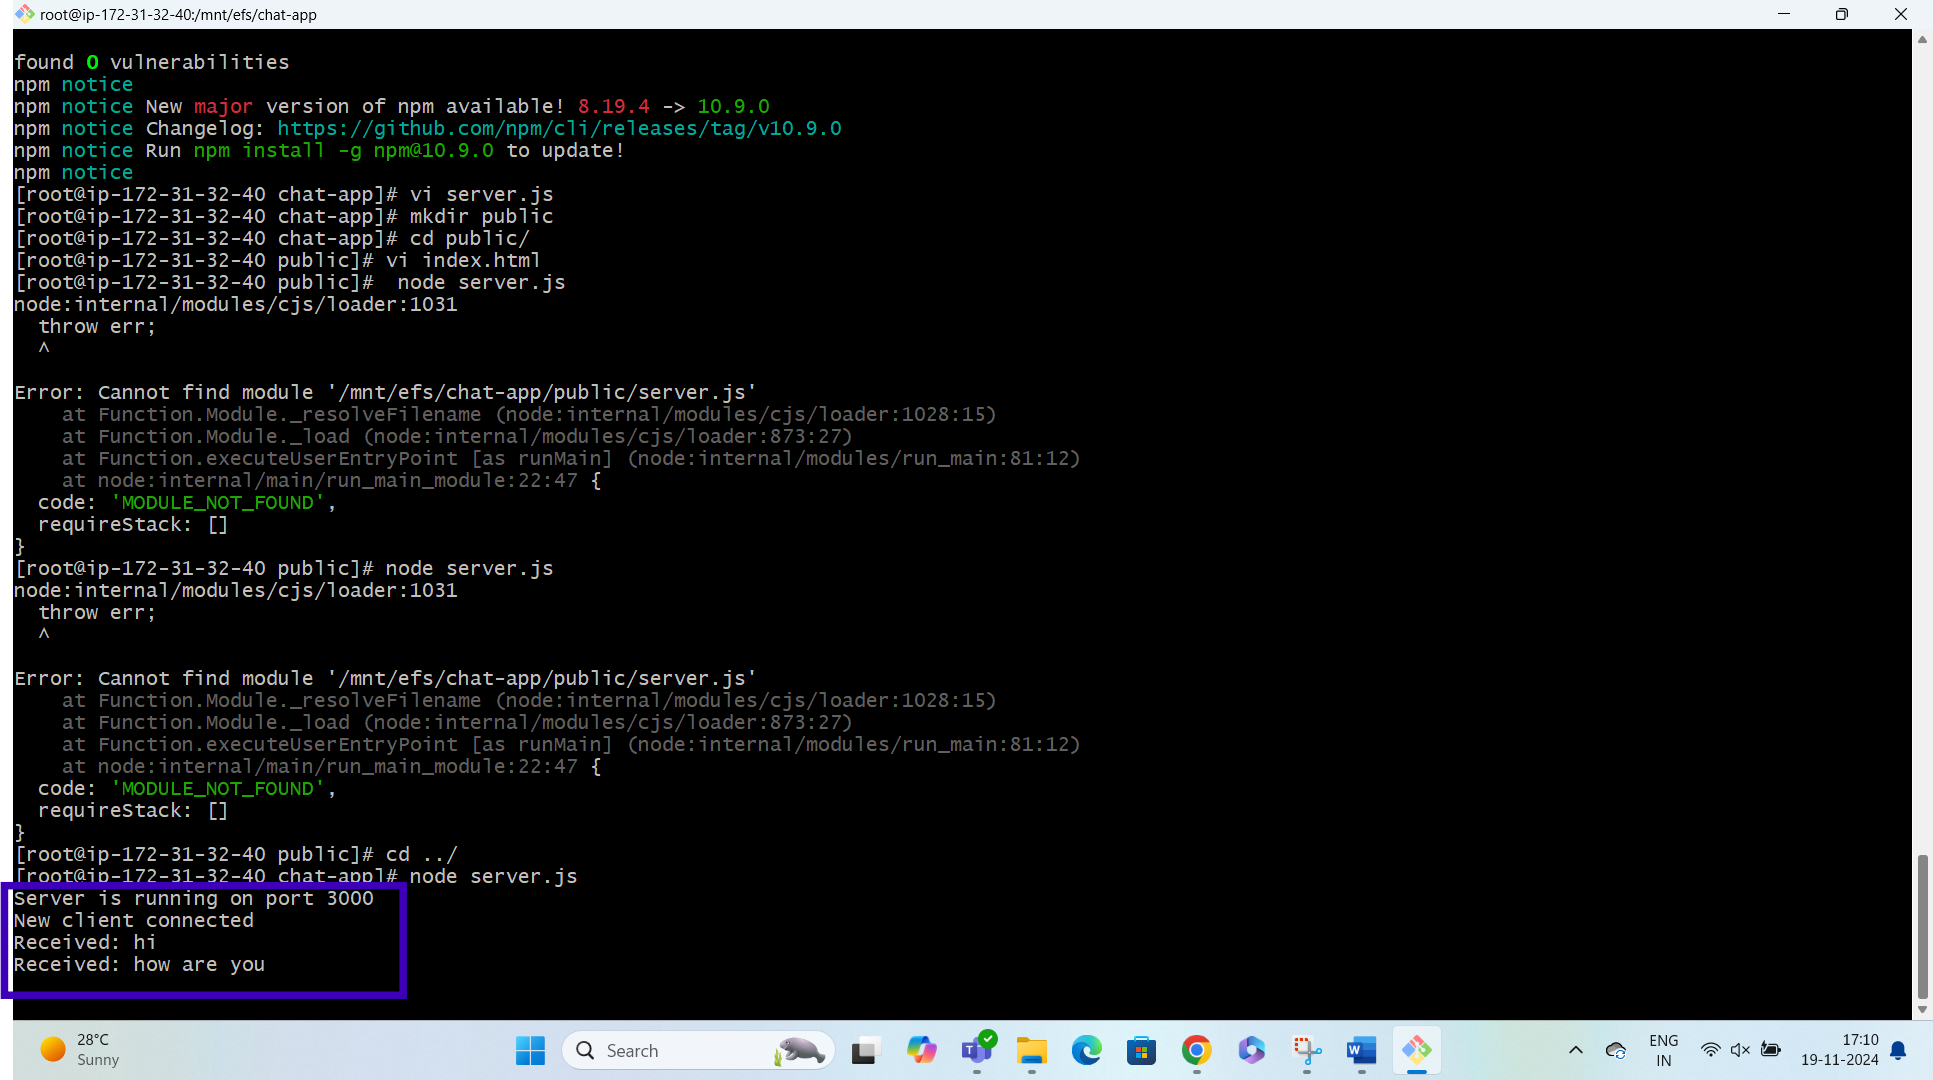 root@ip-172-31-32-40:/mnt/efs/chat-app
found 0 vulnerabilities
npm notice
npm notice New major version of npm available! 8.19.4 -> 10.9.0
npm notice Changelog: https://github.com/npm/cli/releases/tag/v10.9.0
npm notice Run npm install -g npm@10.9.0 to update!
npm notice
[root@ip-172-31-32-40 chat-app]# vi server.js
[root@ip-172-31-32-40 chat-app]# mkdir public
[root@ip-172-31-32-40 chat-app]# cd public/
[root@ip-172-31-32-40 public]# vi index.html
[root@ip-172-31-32-40 public]#  node server.js
node:internal/modules/cjs/loader:1031
  throw err;
  ^
Error: Cannot find module '/mnt/efs/chat-app/public/server.js'
    at Function.Module._resolveFilename (node:internal/modules/cjs/loader:1028:15)
    at Function.Module._load (node:internal/modules/cjs/loader:873:27)
    at Function.executeUserEntryPoint [as runMain] (node:internal/modules/run_main:81:12)
    at node:internal/main/run_main_module:22:47 {
  code: 'MODULE_NOT_FOUND',
  requireStack: []
}
[root@ip-172-31-32-40 public]# node server.js
node:internal/modules/cjs/loader:1031
  throw err;
  ^
Error: Cannot find module '/mnt/efs/chat-app/public/server.js'
    at Function.Module._resolveFilename (node:internal/modules/cjs/loader:1028:15)
    at Function.Module._load (node:internal/modules/cjs/loader:873:27)
    at Function.executeUserEntryPoint [as runMain] (node:internal/modules/run_main:81:12)
    at node:internal/main/run_main_module:22:47 {
  code: 'MODULE_NOT_FOUND',
  requireStack: []
}
[root@ip-172-31-32-40 public]# cd ../
[root@ip-172-31-32-40 chat-app]# node server.js
Server is running on port 3000
New client connected
Received: hi
Received: how are you
28°C
Sunny
Search
ENG
IN
17:10
19-11-2024